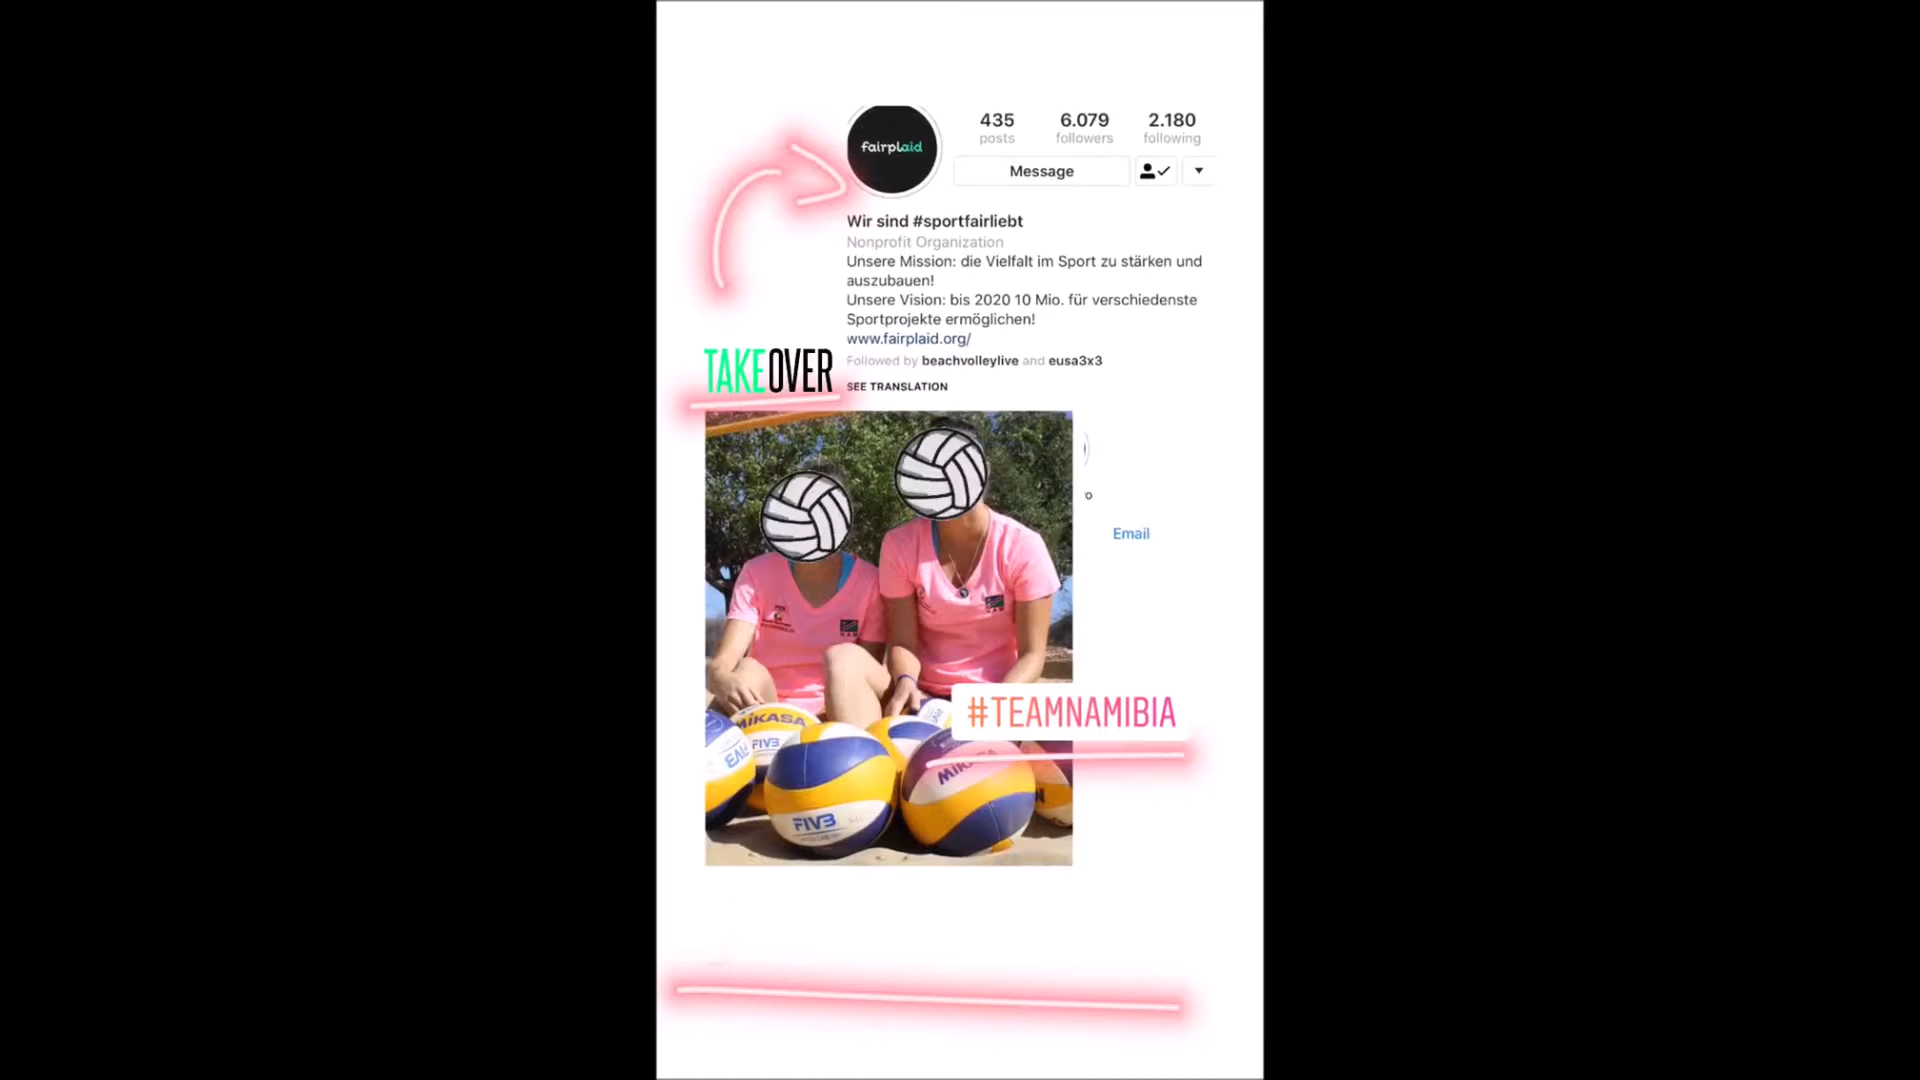 fairplaid
435 6.079 2.180
posts followers following
Message
Wir sind #sportfairliebt
Nonprofit Organization
Unsere Mission: die Vielfalt im Sport zu stärken und
auszubauen!
Unsere Vision: bis 2020 10 Mio. für verschiedenste
Sportprojekte ermöglichen!
www.fairplaid.org/
Followed by beachvolleylive and eusa3x3
SEE TRANSLATION
TAKEOVER
Email
#TEAMNAMIBIA
MIKASA
FIVB
FIVB
MIKASA
FIVB